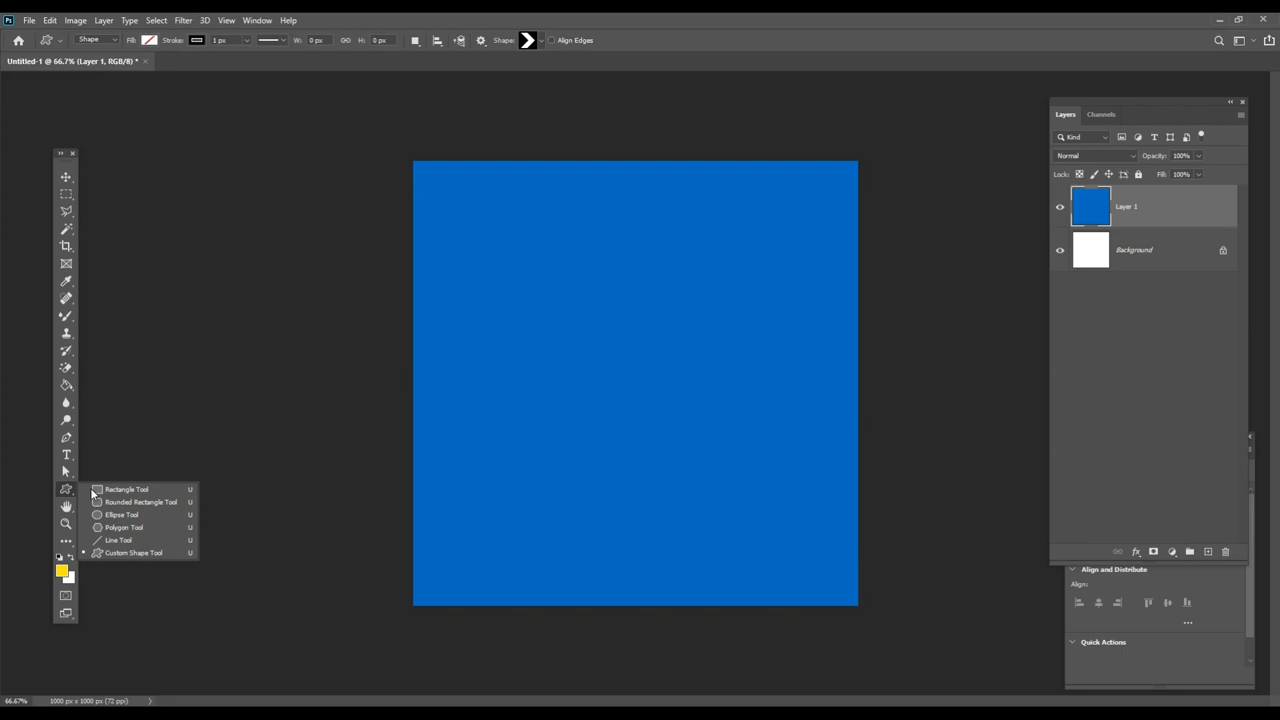 Ps File Edit Image Layer Type Select Filter 3D View Window Help
Shape Fill: Stroke: 1 px W: 0 px H: 0 px Shape: Align Edges
Untitled-1 @ 66.7% (Layer 1, RGB/8) *
Layers Channels
Kind
Normal Opacity: 100%
Lock: Fill: 100%
Layer 1
Background
Rectangle Tool U
Rounded Rectangle Tool U
Ellipse Tool U
Polygon Tool U
Line Tool U
Custom Shape Tool U
Align and Distribute
Align:
Quick Actions
66.67% 1000 px x 1000 px (72 ppi)